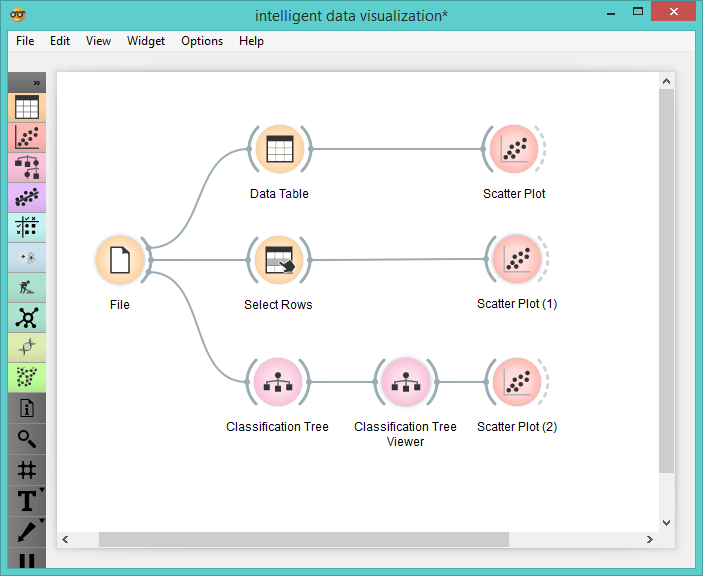 intelligent data visualization*
File Edit View Widget Options Help
»
Data Table
Scatter Plot
File
Select Rows
Scatter Plot (1)
Classification Tree
Classification Tree
Viewer
Scatter Plot (2)
T